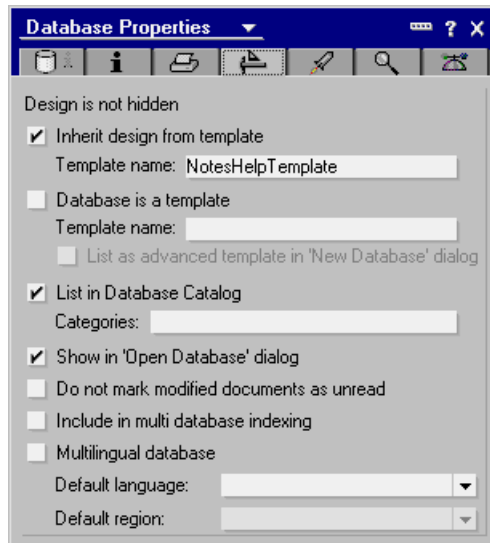 Database Properties
? X
Design is not hidden
Inherit design from template
Template name: NotesHelpTemplate
Database is a template
Template name:
List as advanced template in 'New Database' dialog
List in Database Catalog
Categories:
Show in 'Open Database' dialog
Do not mark modified documents as unread
Include in multi database indexing
Multilingual database
Default language:
Default region: